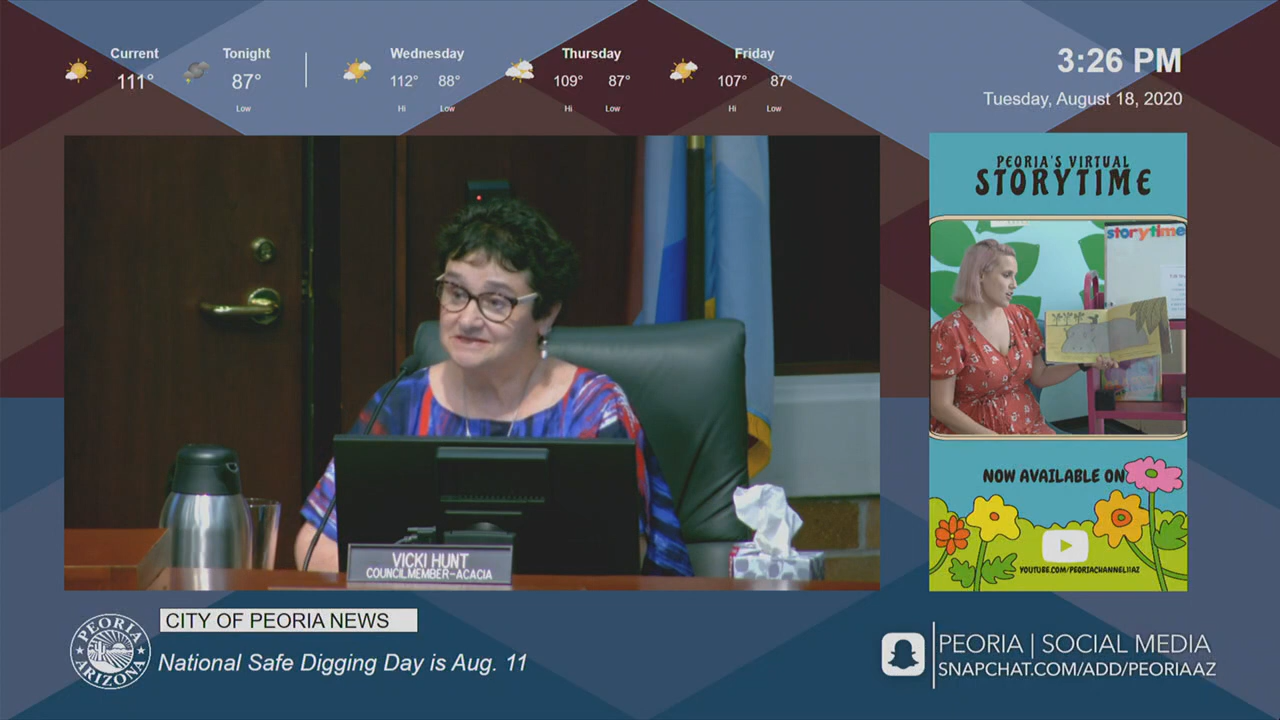 Current
111°
Tonight
87°
Low
Wednesday
112° 88°
Hi Low
Thursday
109° 87°
Hi Low
Friday
107° 87°
Hi Low
3:26 PM
Tuesday, August 18, 2020
PEORIA'S VIRTUAL
STORYTIME
storytime
NOW AVAILABLE ON
YOUTUBE.COM/PEORIACHANNEL11AZ
VICKI HUNT
COUNCILMEMBER-ACACIA
PEORIA
ARIZONA
CITY OF PEORIA NEWS
National Safe Digging Day is Aug. 11
PEORIA | SOCIAL MEDIA
SNAPCHAT.COM/ADD/PEORIAAZ